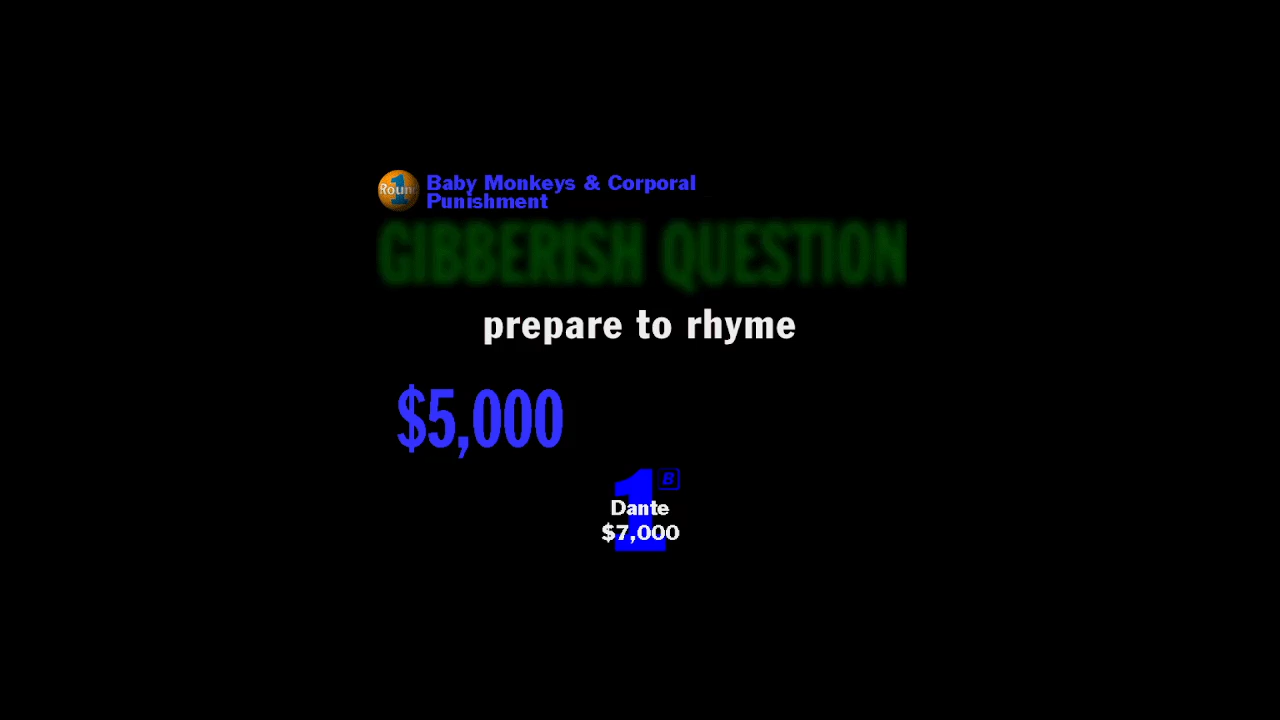 Round 1
Baby Monkeys & Corporal
Punishment
GIBBERISH QUESTION
prepare to rhyme
$5,000
1 B
Dante
$7,000